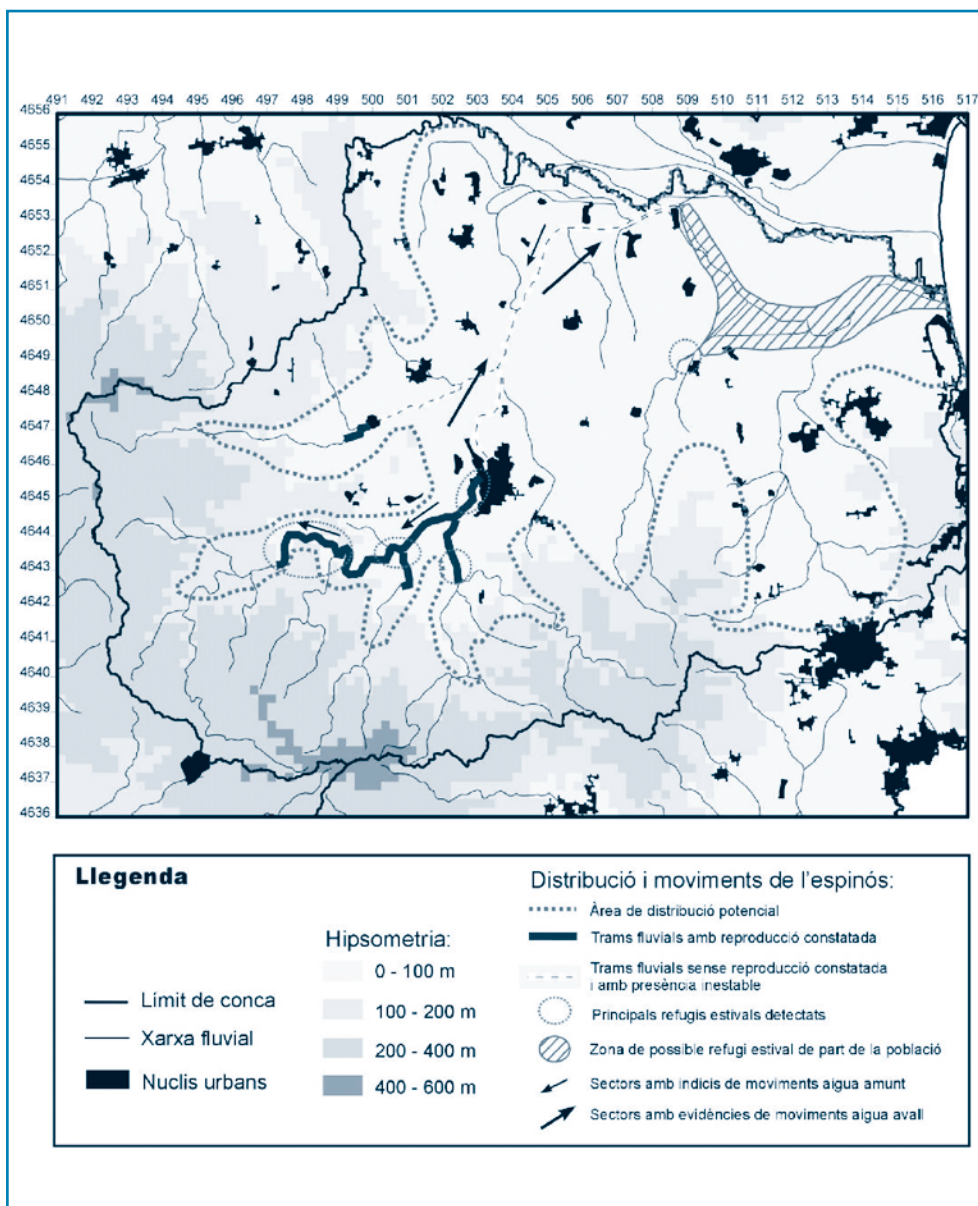 491 492 493 494 495 496 497 498 499 500 501 502 503 504 505 506 507 508 509 510 511 512 513 514 515 516 517
4656
4655
4654
4653
4652
4651
4650
4649
4648
4547
4546
4645
4644
4643
4642
4641
4640
4639
4638
4637
4636
Llegenda
Límit de conca
Xarxa fluvial
Nuclis urbans
Hipsometria:
0 - 100 m
100 - 200 m
200 - 400 m
400 - 600 m
Distribució i moviments de l'espinós:
Àrea de distribució potencial
Trams fluvials amb reproducció constatada
Trams fluvials sense reproducció constatada
i amb presència inestable
Principals refugis estivals detectats
Zona de possible refugi estival de part de la població
Sectors amb indicis de moviments aigua amunt
Sectors amb evidències de moviments aigua avall